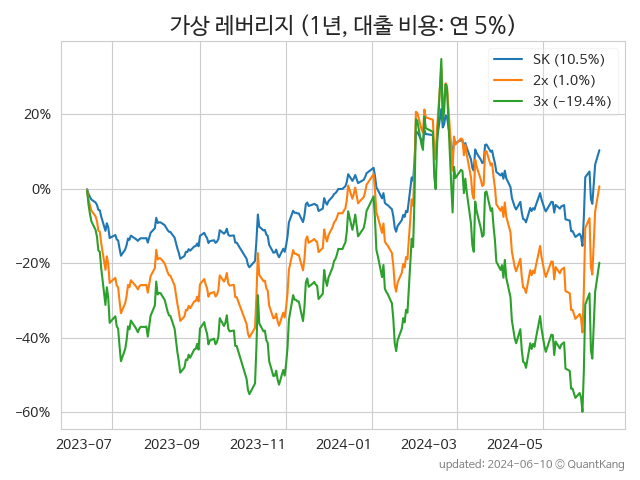 가상 레버리지 (1년, 대출 비용: 연 5%)
SK (10.5%)
2x (1.0%)
3x (−19.4%)
20%
0%
−20%
−40%
−60%
2023-07 2023-09 2023-11 2024-01 2024-03 2024-05
updated: 2024-06-10 © QuantKang